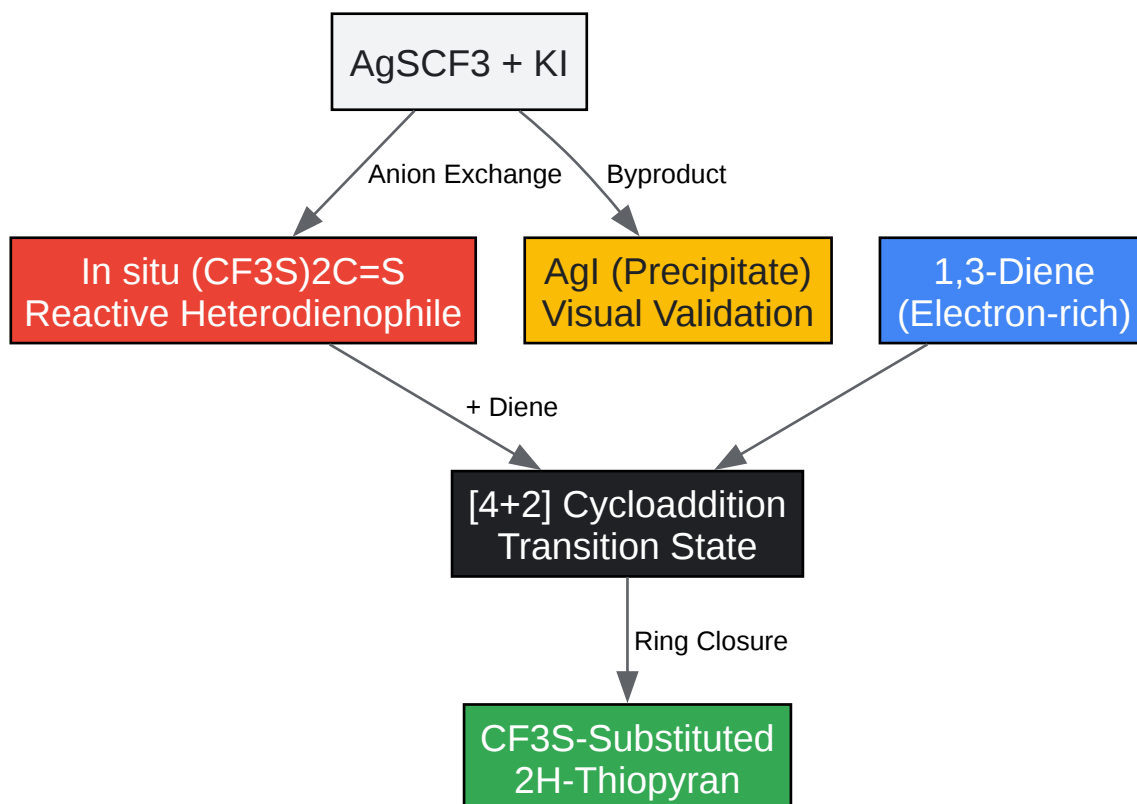 AgSCF3 + KI
Anion Exchange
Byproduct
In situ (CF3S)2C=S
Reactive Heterodienophile
AgI (Precipitate)
Visual Validation
1,3-Diene
(Electron-rich)
+ Diene
[4+2] Cycloaddition
Transition State
Ring Closure
CF3S-Substituted
2H-Thiopyran